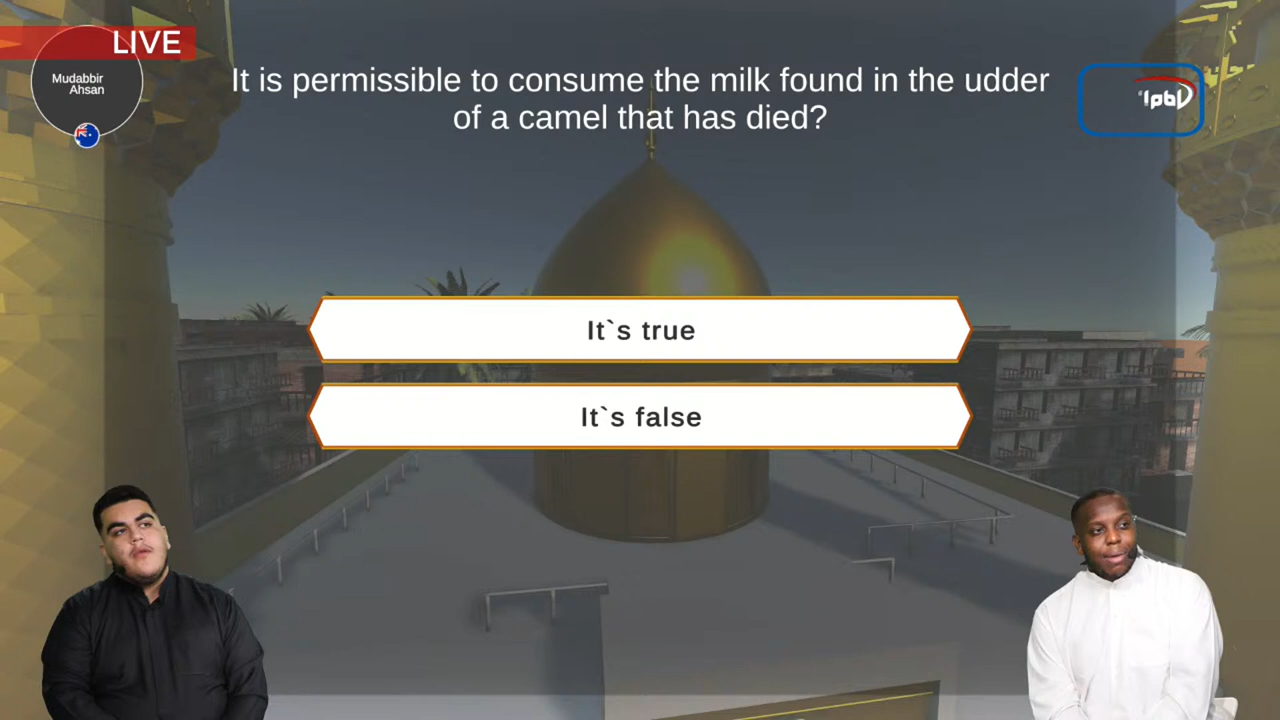 LIVE
Mudabbir
Ahsan
It is permissible to consume the milk found in the udder
of a camel that has died?
It`s true
It`s false